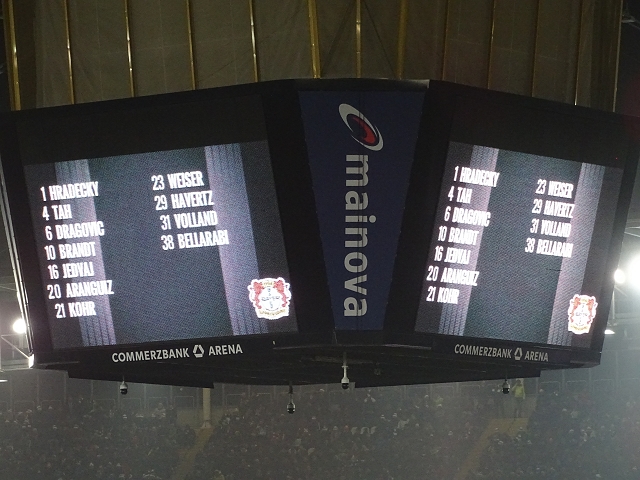 1 HRADECKY
4 TAH
6 DRAGOVIC
10 BRANDT
16 JEDVAJ
20 ARANGUIZ
21 KOHR
23 WEISER
29 HAVERTZ
31 VOLLAND
38 BELLARABI
COMMERZBANK ARENA
mainova
1 HRADECKY
4 TAH
6 DRAGOVIC
10 BRANDT
16 JEDVAJ
20 ARANGUIZ
21 KOHR
23 WEISER
29 HAVERTZ
31 VOLLAND
38 BELLARABI
COMMERZBANK ARENA